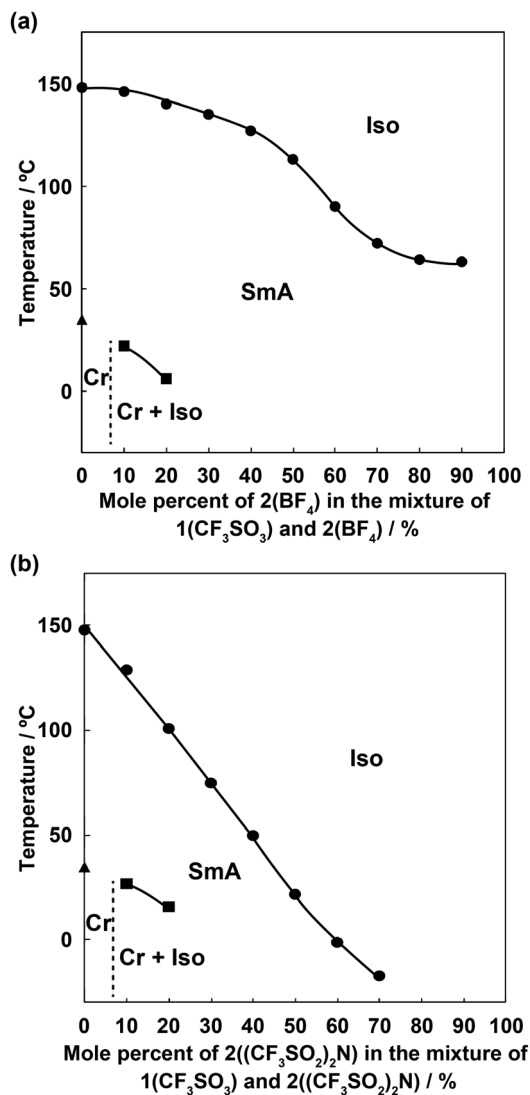 (a)
150
100
50
0
Temperature / ºC
Iso
SmA
Cr
Cr + Iso
0 10 20 30 40 50 60 70 80 90 100
Mole percent of 2(BF₄) in the mixture of
1(CF₃SO₃) and 2(BF₄) / %
(b)
150
100
50
0
Temperature / ºC
Iso
SmA
Cr
Cr + Iso
0 10 20 30 40 50 60 70 80 90 100
Mole percent of 2((CF₃SO₂)₂N) in the mixture of
1(CF₃SO₃) and 2((CF₃SO₂)₂N) / %